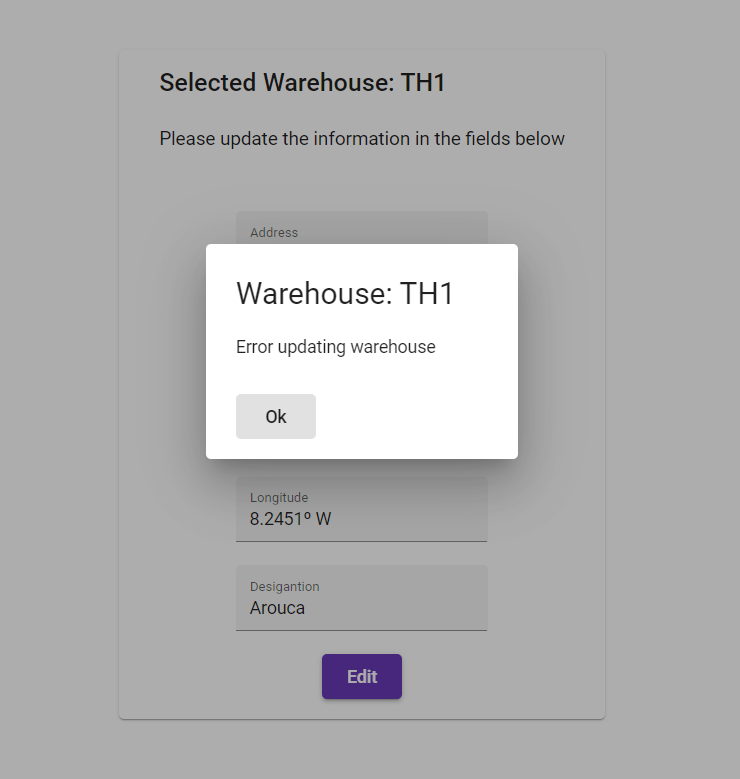 Selected Warehouse: TH1
Please update the information in the fields below
Address
Warehouse: TH1
Error updating warehouse
Ok
Longitude
8.2451º W
Desigantion
Arouca
Edit